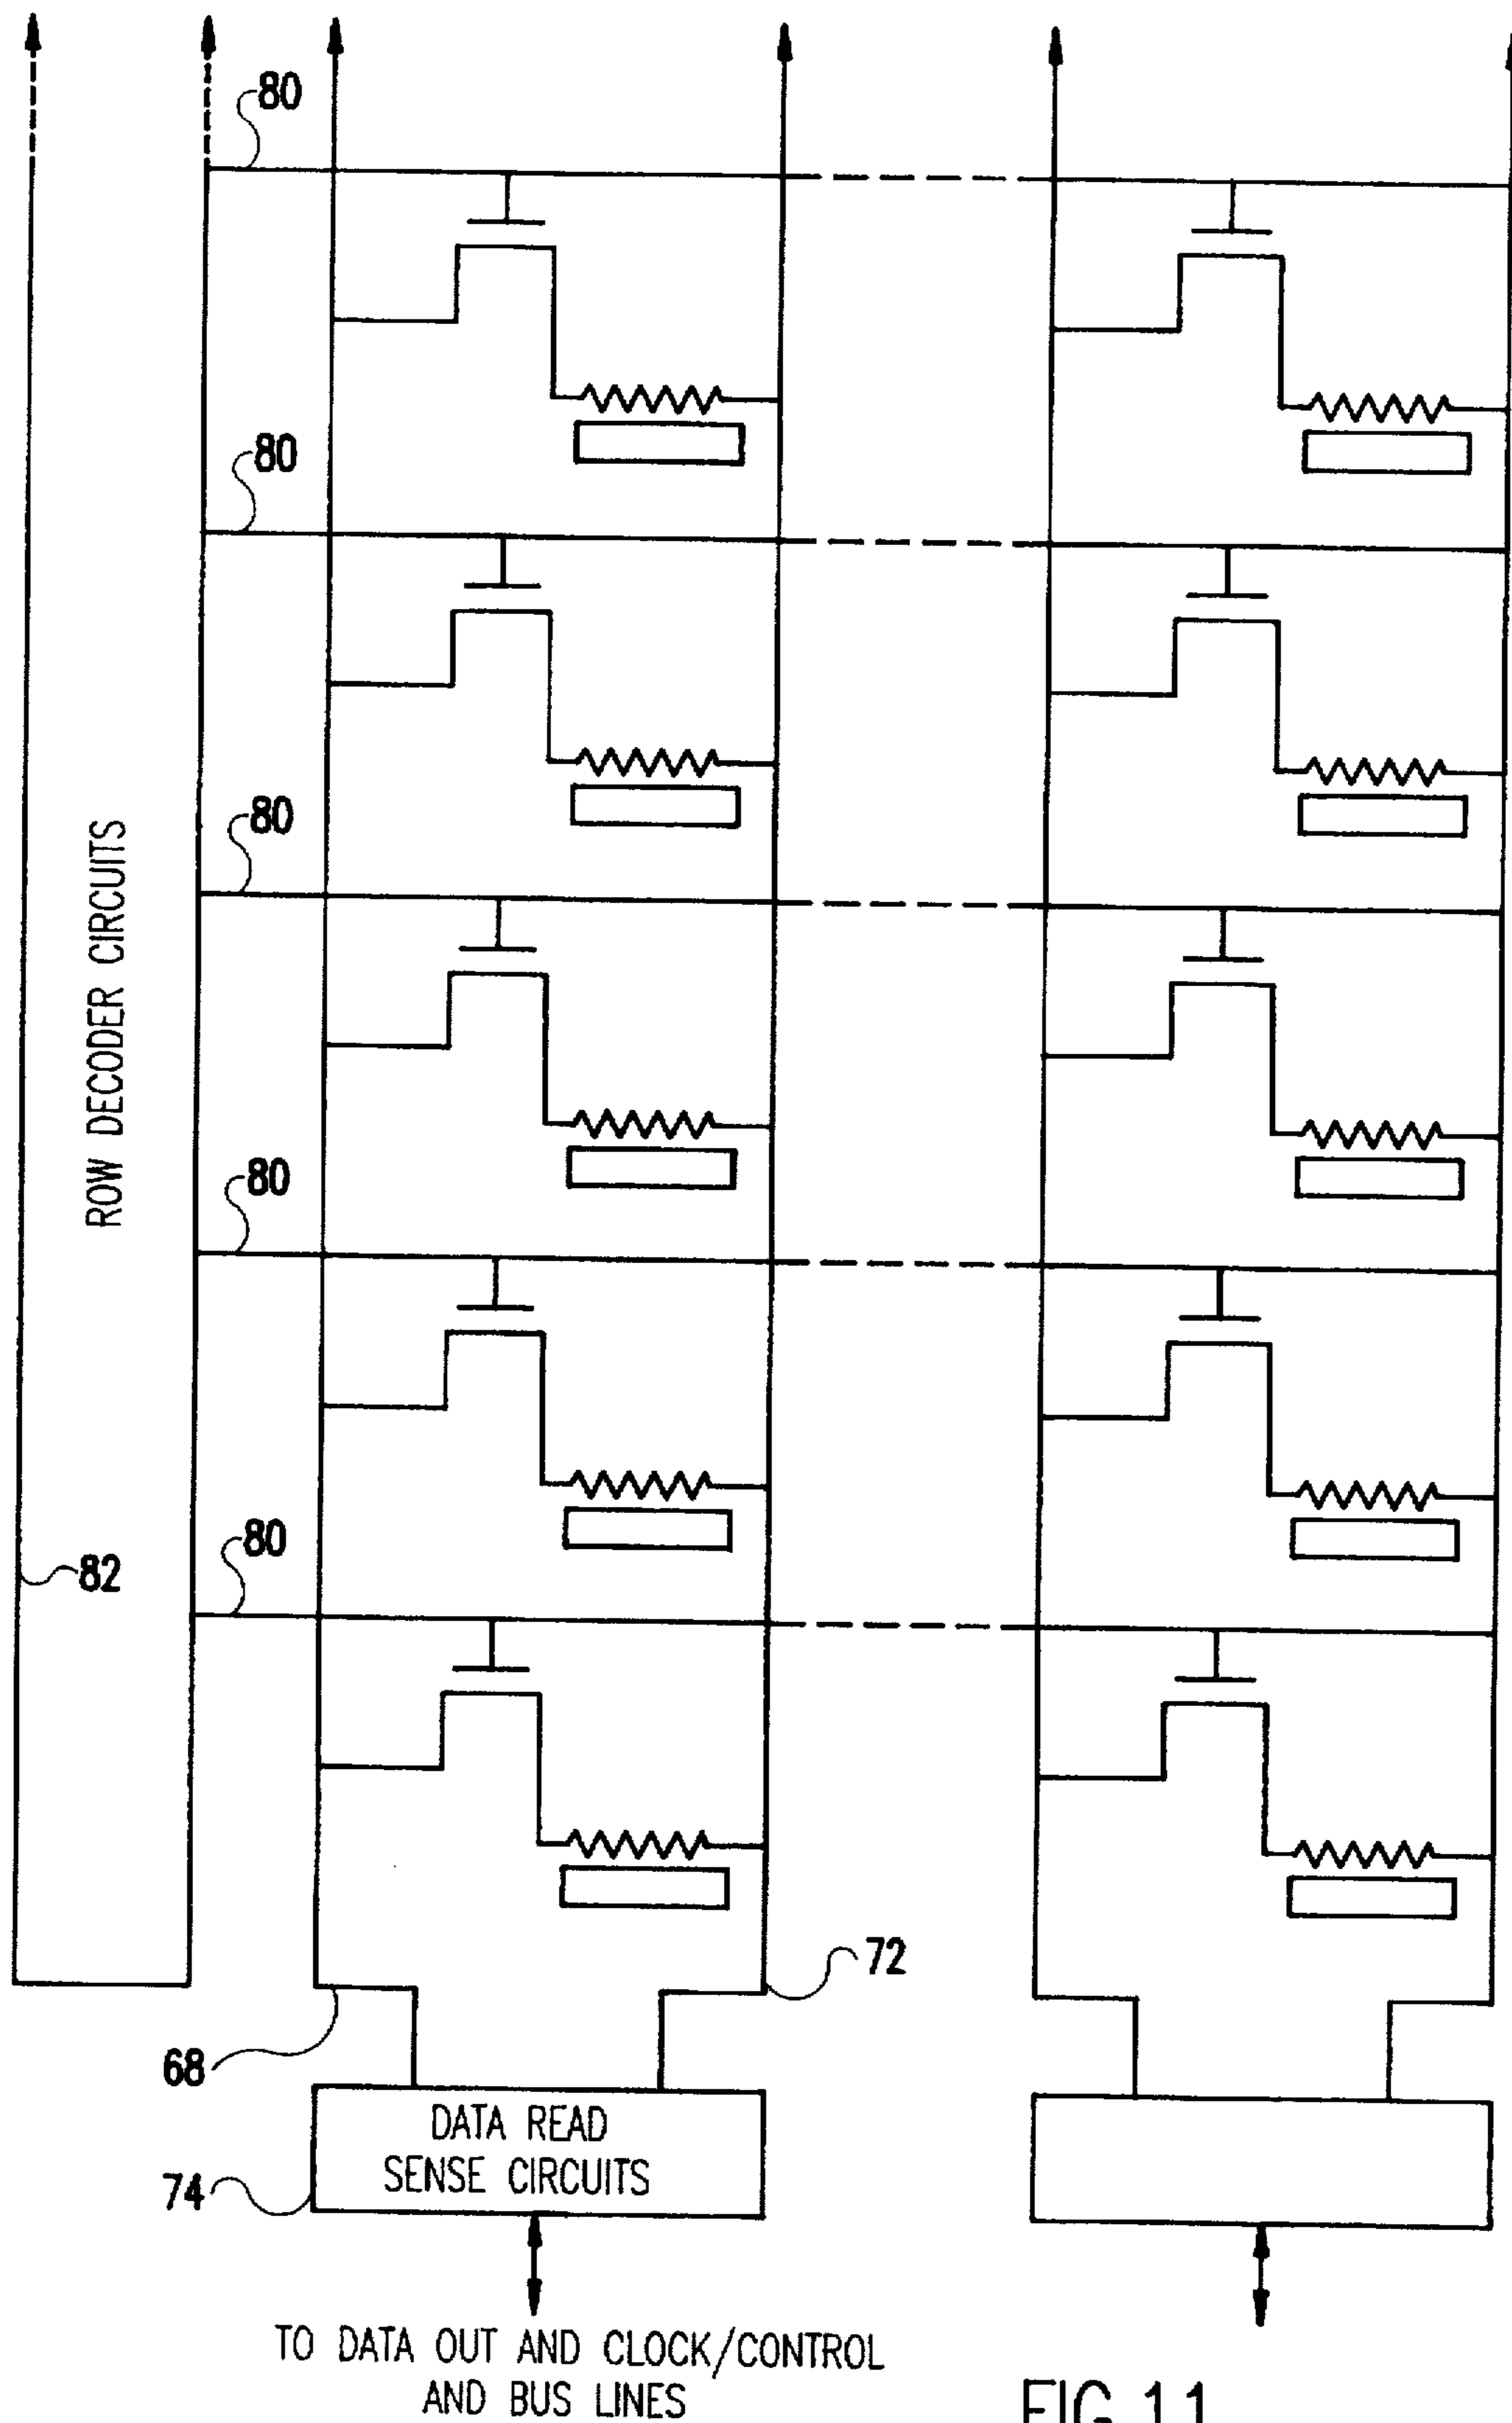 80
80
80
ROW DECODER CIRCUITS
80
80
82
72
68
DATA READ
SENSE CIRCUITS
74
TO DATA OUT AND CLOCK/CONTROL
AND BUS LINES
FIG.11